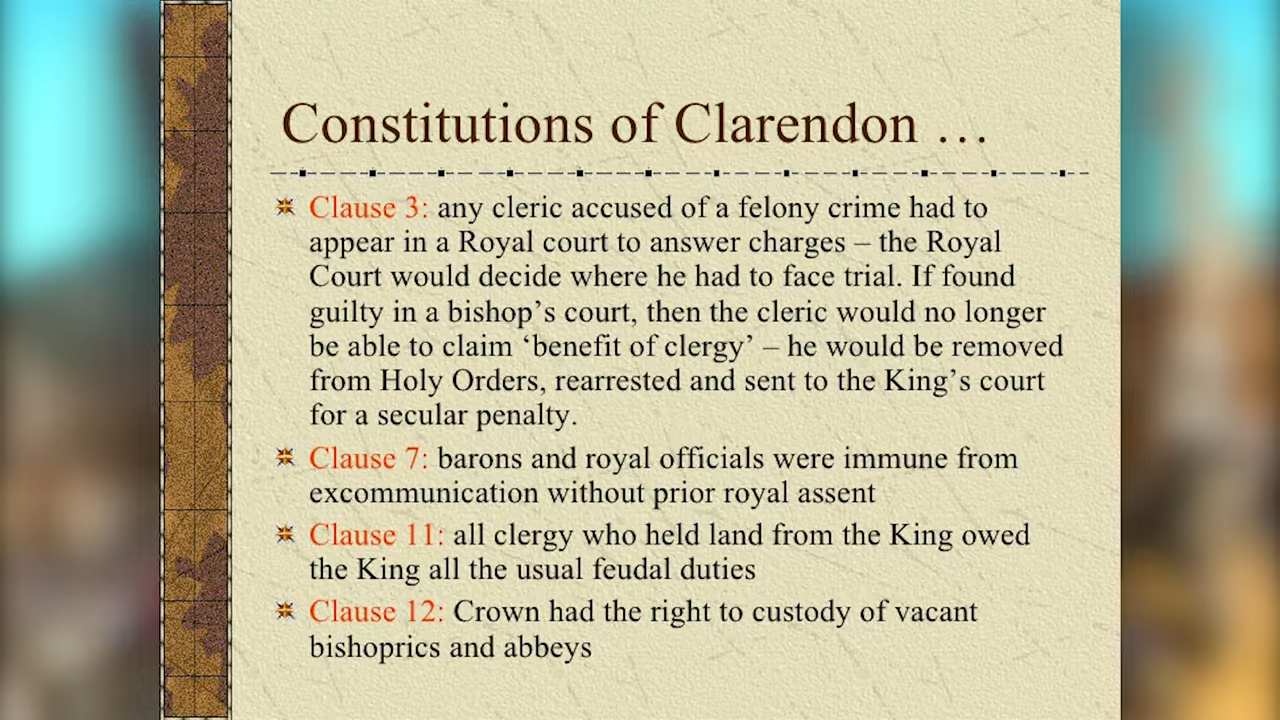 Constitutions of Clarendon …
Clause 3: any cleric accused of a felony crime had to
appear in a Royal court to answer charges – the Royal
Court would decide where he had to face trial. If found
guilty in a bishop’s court, then the cleric would no longer
be able to claim ‘benefit of clergy’ – he would be removed
from Holy Orders, rearrested and sent to the King’s court
for a secular penalty.
Clause 7: barons and royal officials were immune from
excommunication without prior royal assent
Clause 11: all clergy who held land from the King owed
the King all the usual feudal duties
Clause 12: Crown had the right to custody of vacant
bishoprics and abbeys